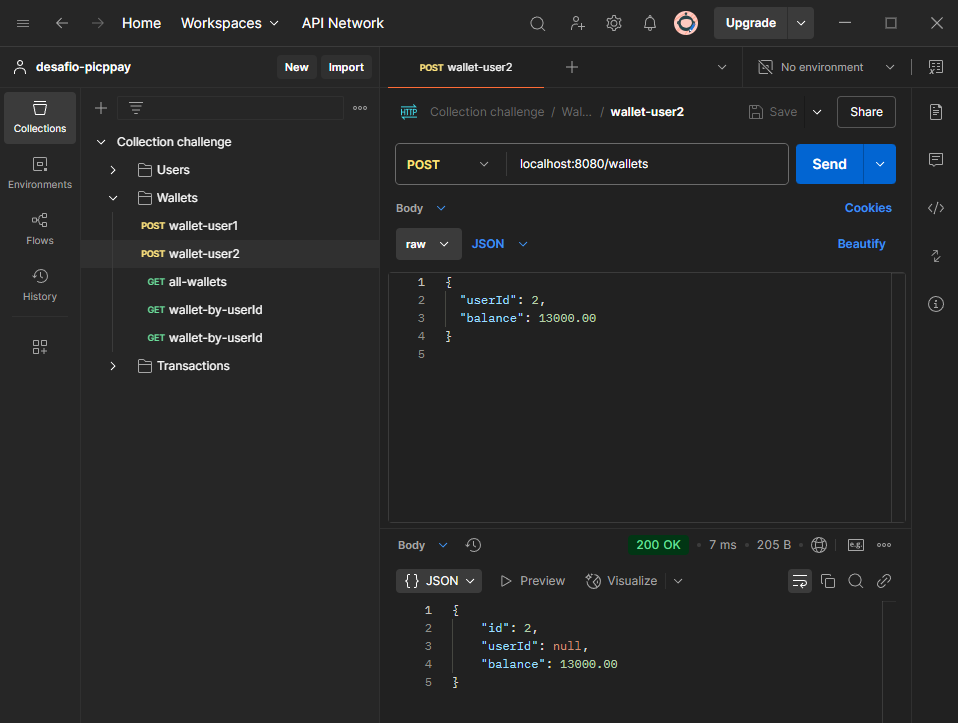 Home Workspaces API Network Upgrade
desafio-picppay New Import POST wallet-user2 No environment
Collections
Environments
Flows
History
Collection challenge
Users
Wallets
POST wallet-user1
POST wallet-user2
GET all-wallets
GET wallet-by-userId
GET wallet-by-userId
Transactions
HTTP Collection challenge / Wal... / wallet-user2 Save Share
POST localhost:8080/wallets Send
Body Cookies
raw JSON Beautify
1 {
2 "userId": 2,
3 "balance": 13000.00
4 }
5
Body 200 OK • 7 ms • 205 B • e.g.
{} JSON Preview Visualize
1 {
2 "id": 2,
3 "userId": null,
4 "balance": 13000.00
5 }